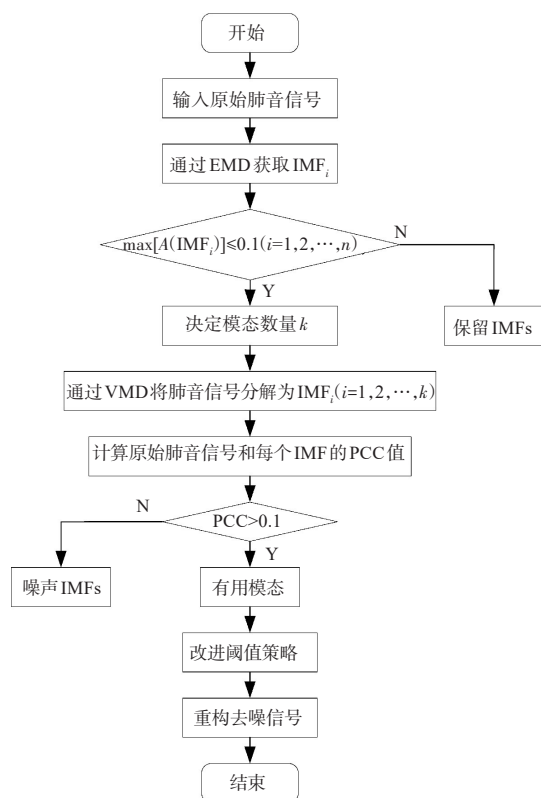 开始
输入原始肺音信号
通过EMD获取IMFᵢ
max[A(IMFᵢ)]≤0.1(i=1,2,⋯,n)
N
Y
决定模态数量k
保留IMFs
通过VMD将肺音信号分解为IMFᵢ(i=1,2,⋯,k)
计算原始肺音信号和每个IMF的PCC值
N
PCC>0.1
Y
噪声IMFs
有用模态
改进阈值策略
重构去噪信号
结束